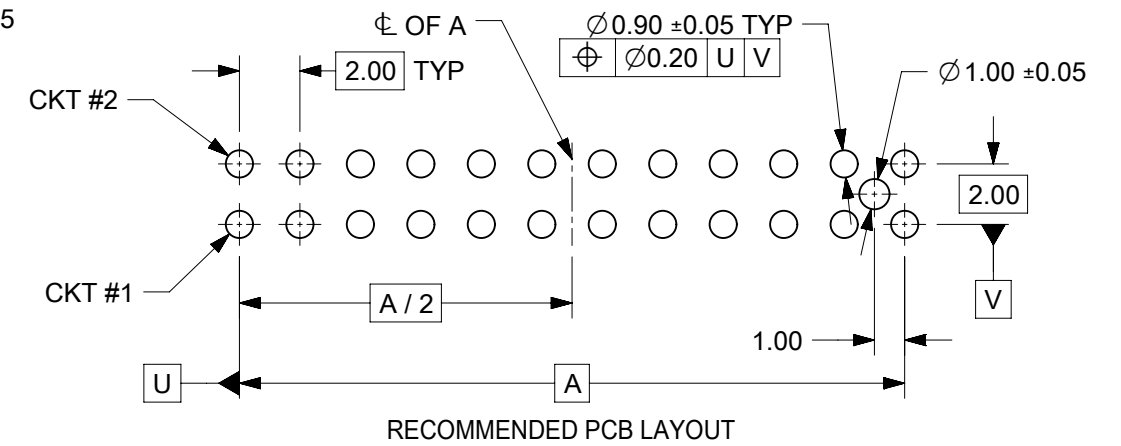 5
℄ OF A
∅0.90 ±0.05 TYP
⌖ ∅0.20 U V
2.00 TYP
∅1.00 ±0.05
CKT #2
2.00
CKT #1
A / 2
V
1.00
U
A
RECOMMENDED PCB LAYOUT